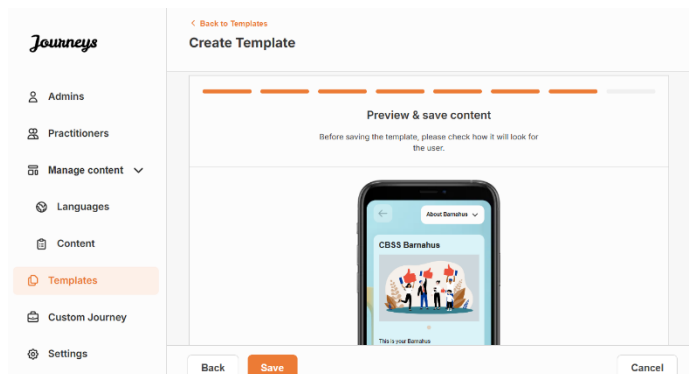 Journeys
Admins
Practitioners
Manage content
Languages
Content
Templates
Custom Journey
Settings
Back to Templates
Create Template
Preview & save content
Before saving the template, please check how it will look for
the user.
About Barnahus
CBSS Barnahus
This is your Barnahus
Back
Save
Cancel